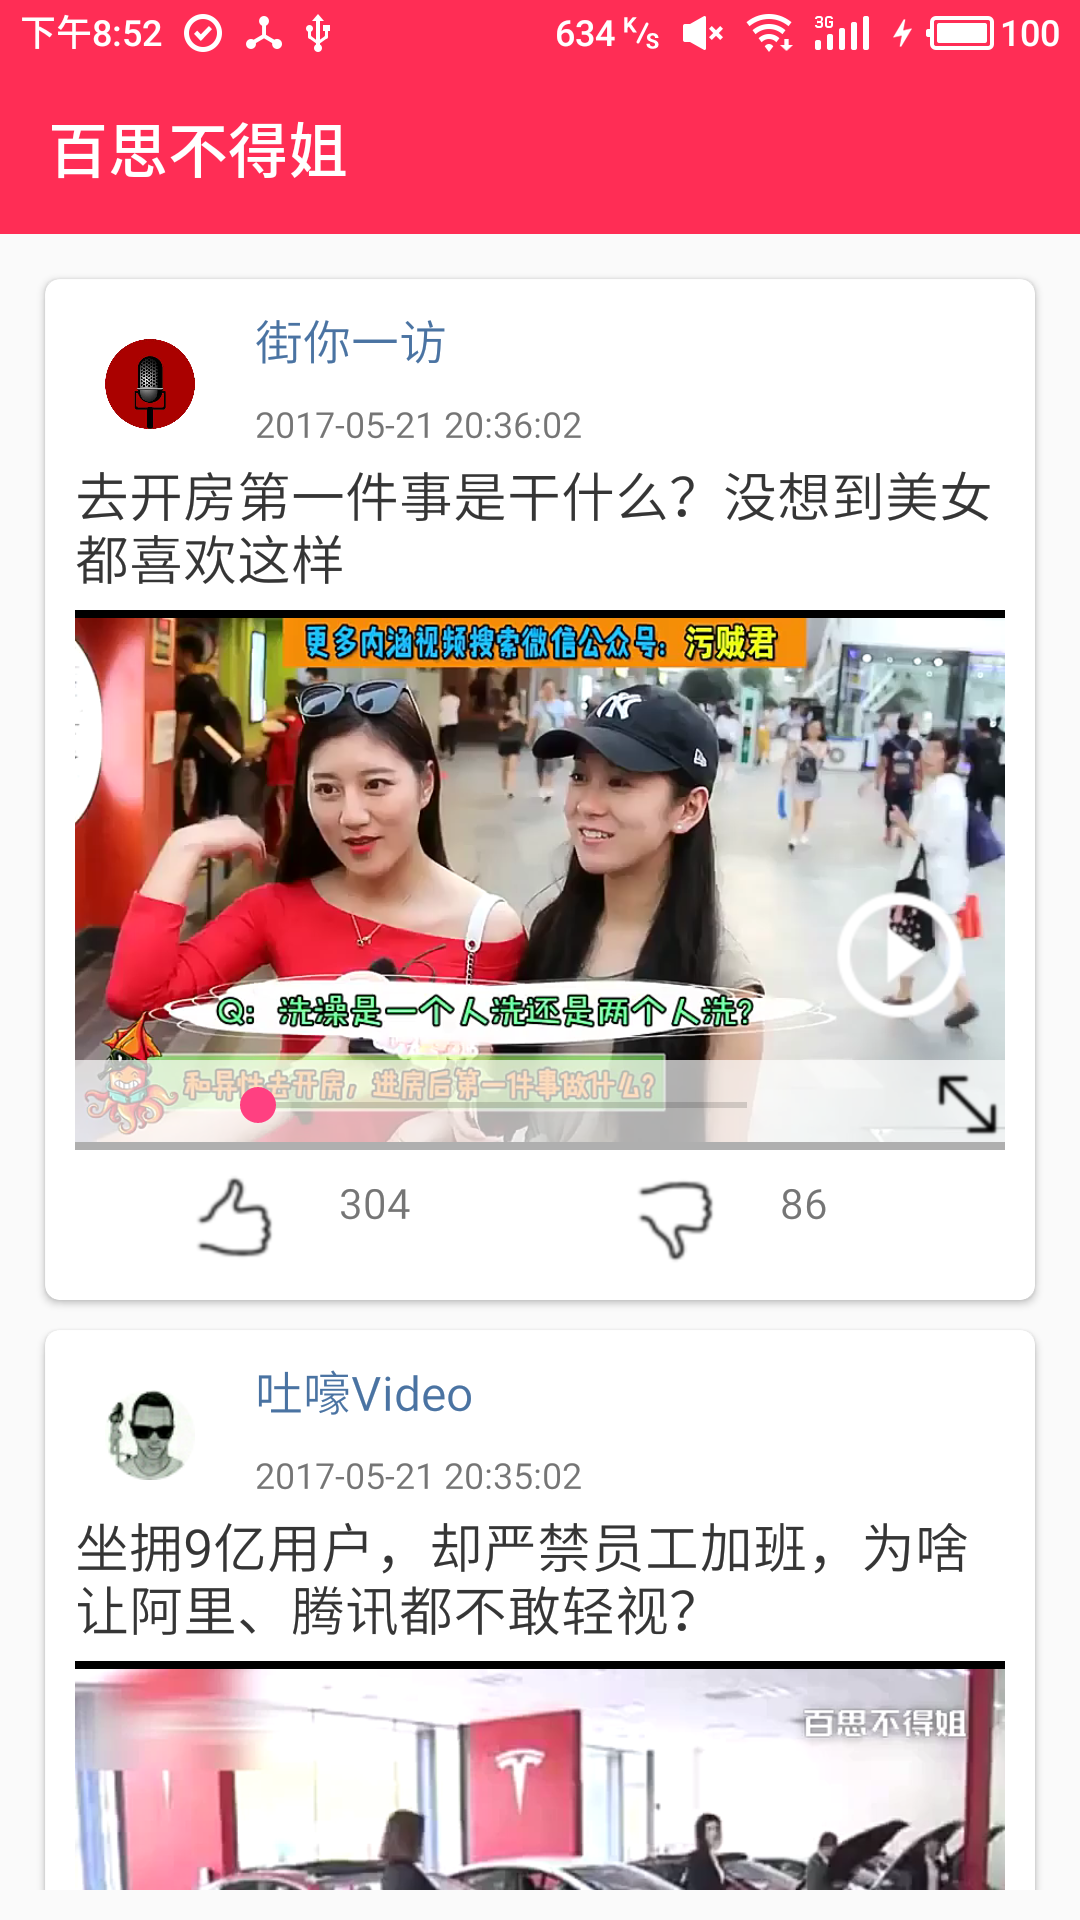 下午8:52
634 K/s
3G
100
百思不得姐
街你一访
2017-05-21 20:36:02
去开房第一件事是干什么？没想到美女
都喜欢这样
更多内涵视频搜索微信公众号：污贼君
NY
Q：洗澡是一个人洗还是两个人洗？
和异性去开房，进房后第一件事做什么？
304
86
吐嚎Video
2017-05-21 20:35:02
坐拥9亿用户，却严禁员工加班，为啥
让阿里、腾讯都不敢轻视？
百思不得姐